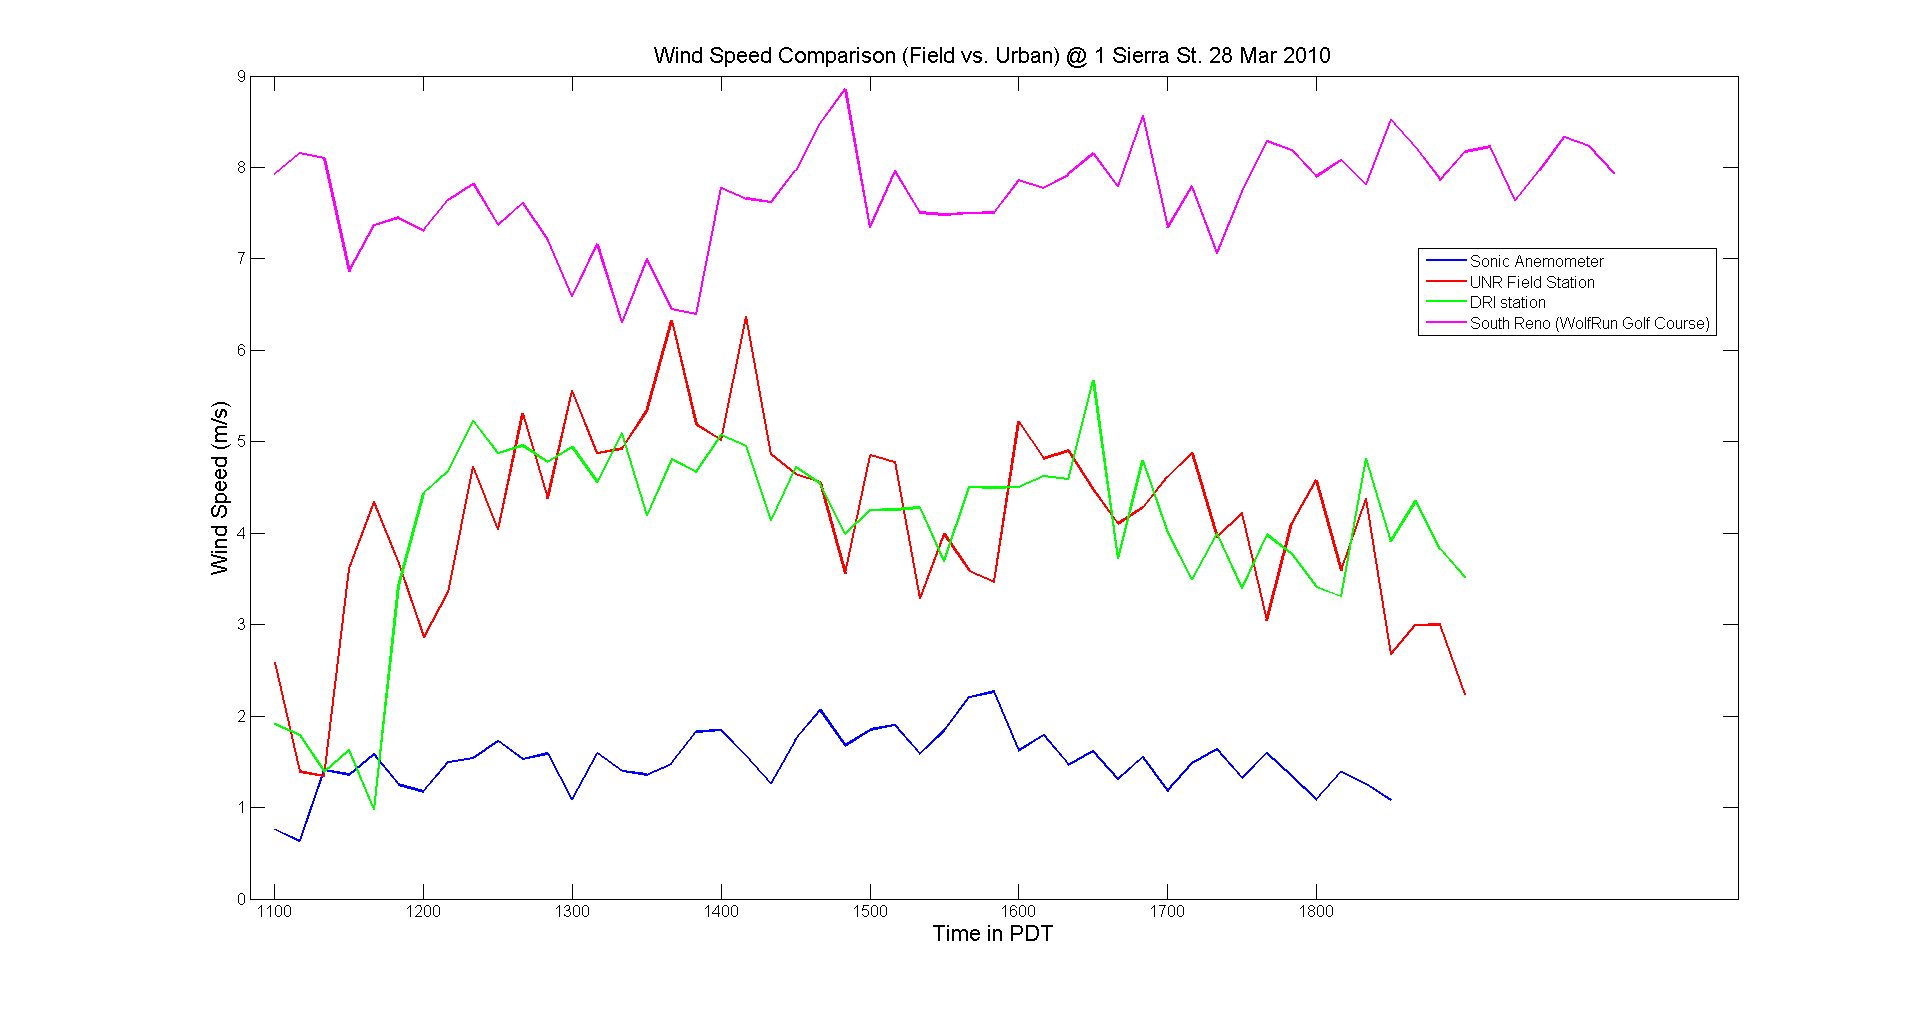 Wind Speed Comparison (Field vs. Urban) @ 1 Sierra St. 28 Mar 2010
9
8
7
6
5
4
3
2
1
0
Wind Speed (m/s)
Sonic Anemometer
UNR Field Station
DRI station
South Reno (WolfRun Golf Course)
1100 1200 1300 1400 1500 1600 1700 1800
Time in PDT